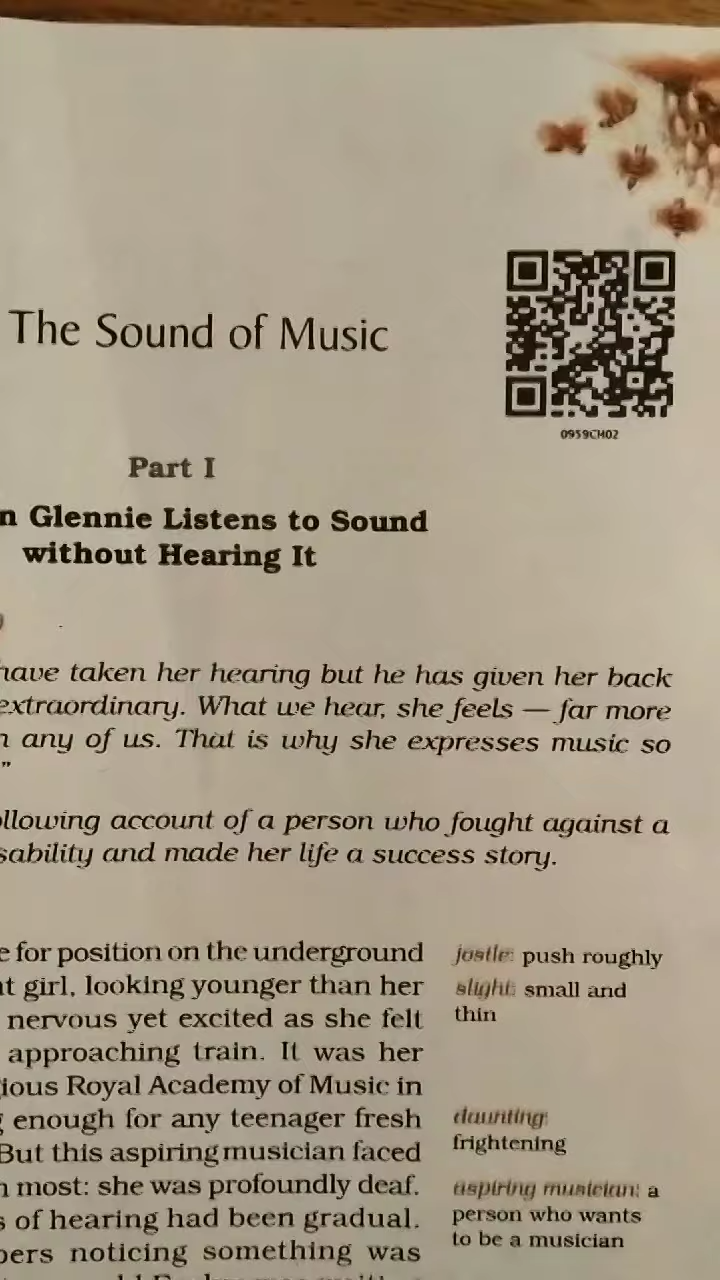 The Sound of Music
0959CH02
Part I
n Glennie Listens to Sound
without Hearing It
have taken her hearing but he has given her back
extraordinary. What we hear, she feels — far more
n any of us. That is why she expresses music so
”
ollowing account of a person who fought against a
sability and made her life a success story.
e for position on the underground
t girl, looking younger than her
nervous yet excited as she felt
approaching train. It was her
ious Royal Academy of Music in
g enough for any teenager fresh
But this aspiring musician faced
n most: she was profoundly deaf.
s of hearing had been gradual.
bers noticing something was
jostle: push roughly
slight: small and
thin
daunting:
frightening
aspiring musician: a
person who wants
to be a musician